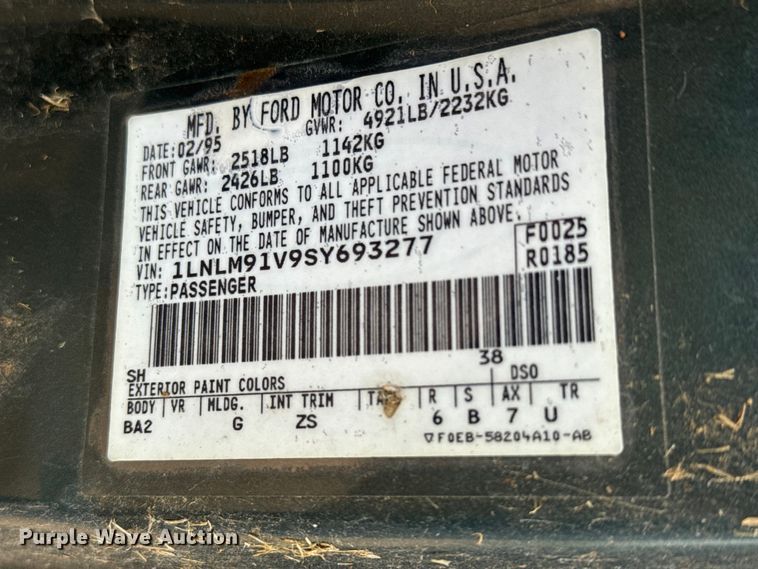 MFD. BY FORD MOTOR CO. IN U.S.A.
DATE: 02/95 GVWR: 4921LB/2232KG
FRONT GAWR: 2518LB 1142KG
REAR GAWR: 2426LB 1100KG
THIS VEHICLE CONFORMS TO ALL APPLICABLE FEDERAL MOTOR
VEHICLE SAFETY, BUMPER, AND THEFT PREVENTION STANDARDS
IN EFFECT ON THE DATE OF MANUFACTURE SHOWN ABOVE.
VIN: 1LNLM91V9SY693277 F0025
TYPE: PASSENGER R0185
SH 38
EXTERIOR PAINT COLORS DSO
BODY VR MLDG. INT TRIM R S AX TR
BA2 G ZS 6 B 7 U
▽F0EB-58204A10-AB
Purple Wave Auction